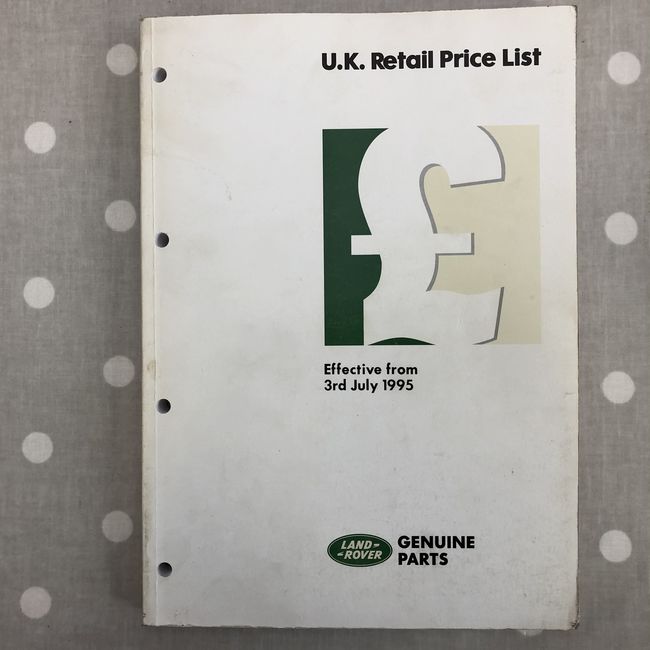 U.K. Retail Price List
£
Effective from
3rd July 1995
LAND-
-ROVER
GENUINE
PARTS